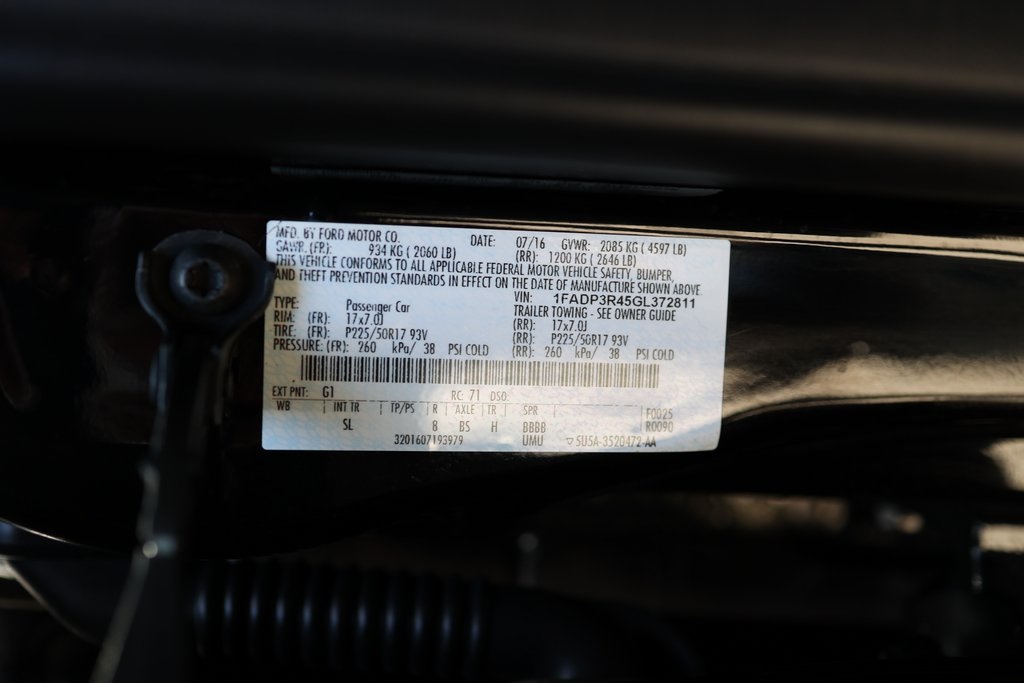 MFD. BY FORD MOTOR CO. DATE: 07/16 GVWR: 2085 KG ( 4597 LB)
GAWR. (FR): 934 KG ( 2060 LB) (RR): 1200 KG ( 2646 LB)
THIS VEHICLE CONFORMS TO ALL APPLICABLE FEDERAL MOTOR VEHICLE SAFETY, BUMPER,
AND THEFT PREVENTION STANDARDS IN EFFECT ON THE DATE OF MANUFACTURE SHOWN ABOVE.
VIN: 1FADP3R45GL372811
TYPE: Passenger Car TRAILER TOWING - SEE OWNER GUIDE
RIM: (FR): 17x7.0J (RR): 17x7.0J
TIRE: (FR): P225/50R17 93V (RR): P225/50R17 93V
PRESSURE: (FR): 260 kPa/ 38 PSI COLD (RR): 260 kPa/ 38 PSI COLD
EXT PNT: G1 RC: 71 DSO:
WB INT TR TP/PS R AXLE TR SPR F0025
SL 8 BS H BBBB R0090
3201607193979 UMU ▽5U5A-3520472-AA